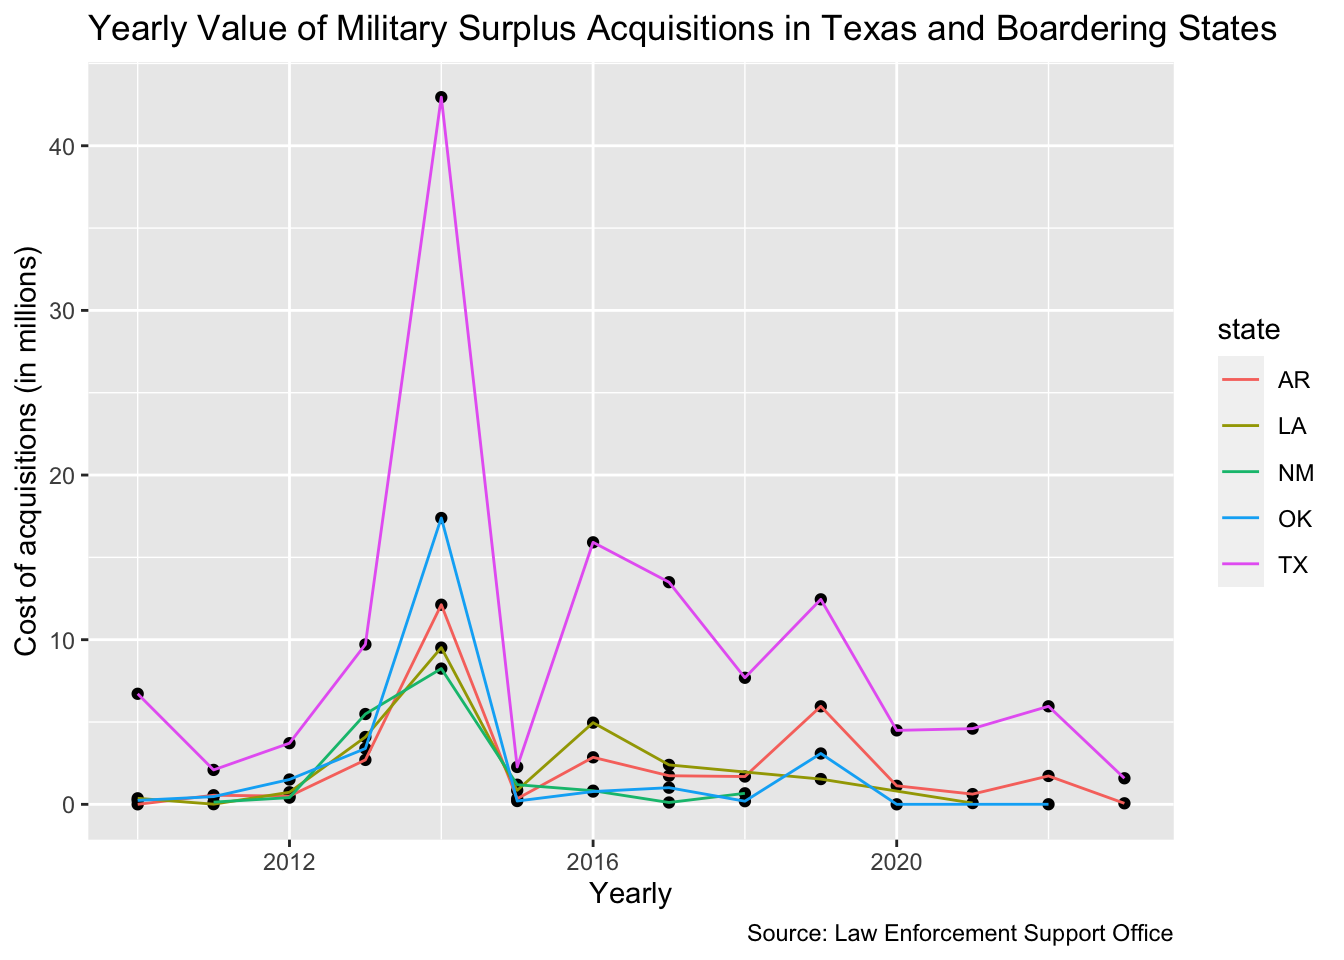 Yearly Value of Military Surplus Acquisitions in Texas and Boardering States
Cost of acquisitions (in millions)
40
30
20
10
0
2012
2016
2020
Yearly
state
AR
LA
NM
OK
TX
Source: Law Enforcement Support Office